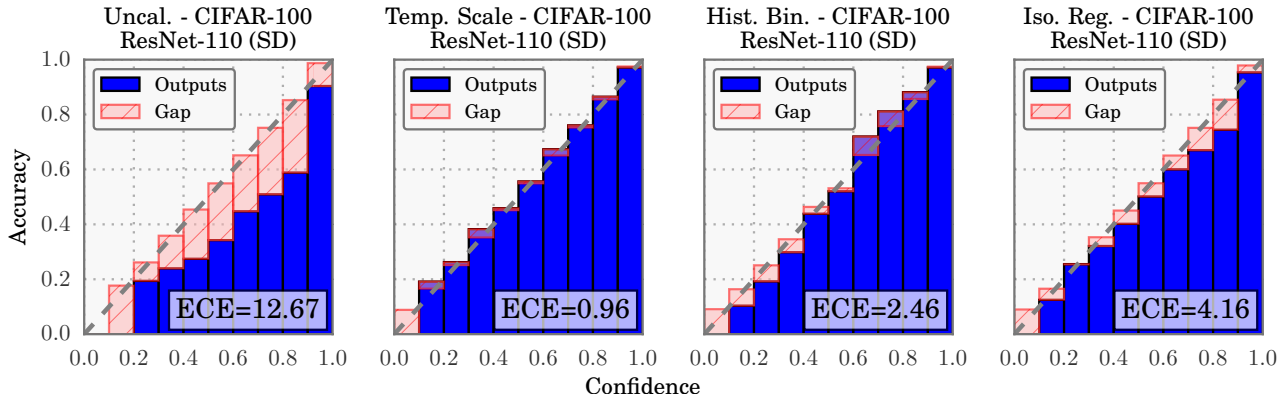 Uncal. - CIFAR-100
ResNet-110 (SD)
Temp. Scale - CIFAR-100
ResNet-110 (SD)
Hist. Bin. - CIFAR-100
ResNet-110 (SD)
Iso. Reg. - CIFAR-100
ResNet-110 (SD)
Accuracy
1.0
0.8
0.6
0.4
0.2
0.0
Outputs
Gap
ECE=12.67
0.0 0.2 0.4 0.6 0.8 1.0
Outputs
Gap
ECE=0.96
0.0 0.2 0.4 0.6 0.8 1.0
Outputs
Gap
ECE=2.46
0.0 0.2 0.4 0.6 0.8 1.0
Outputs
Gap
ECE=4.16
0.0 0.2 0.4 0.6 0.8 1.0
Confidence